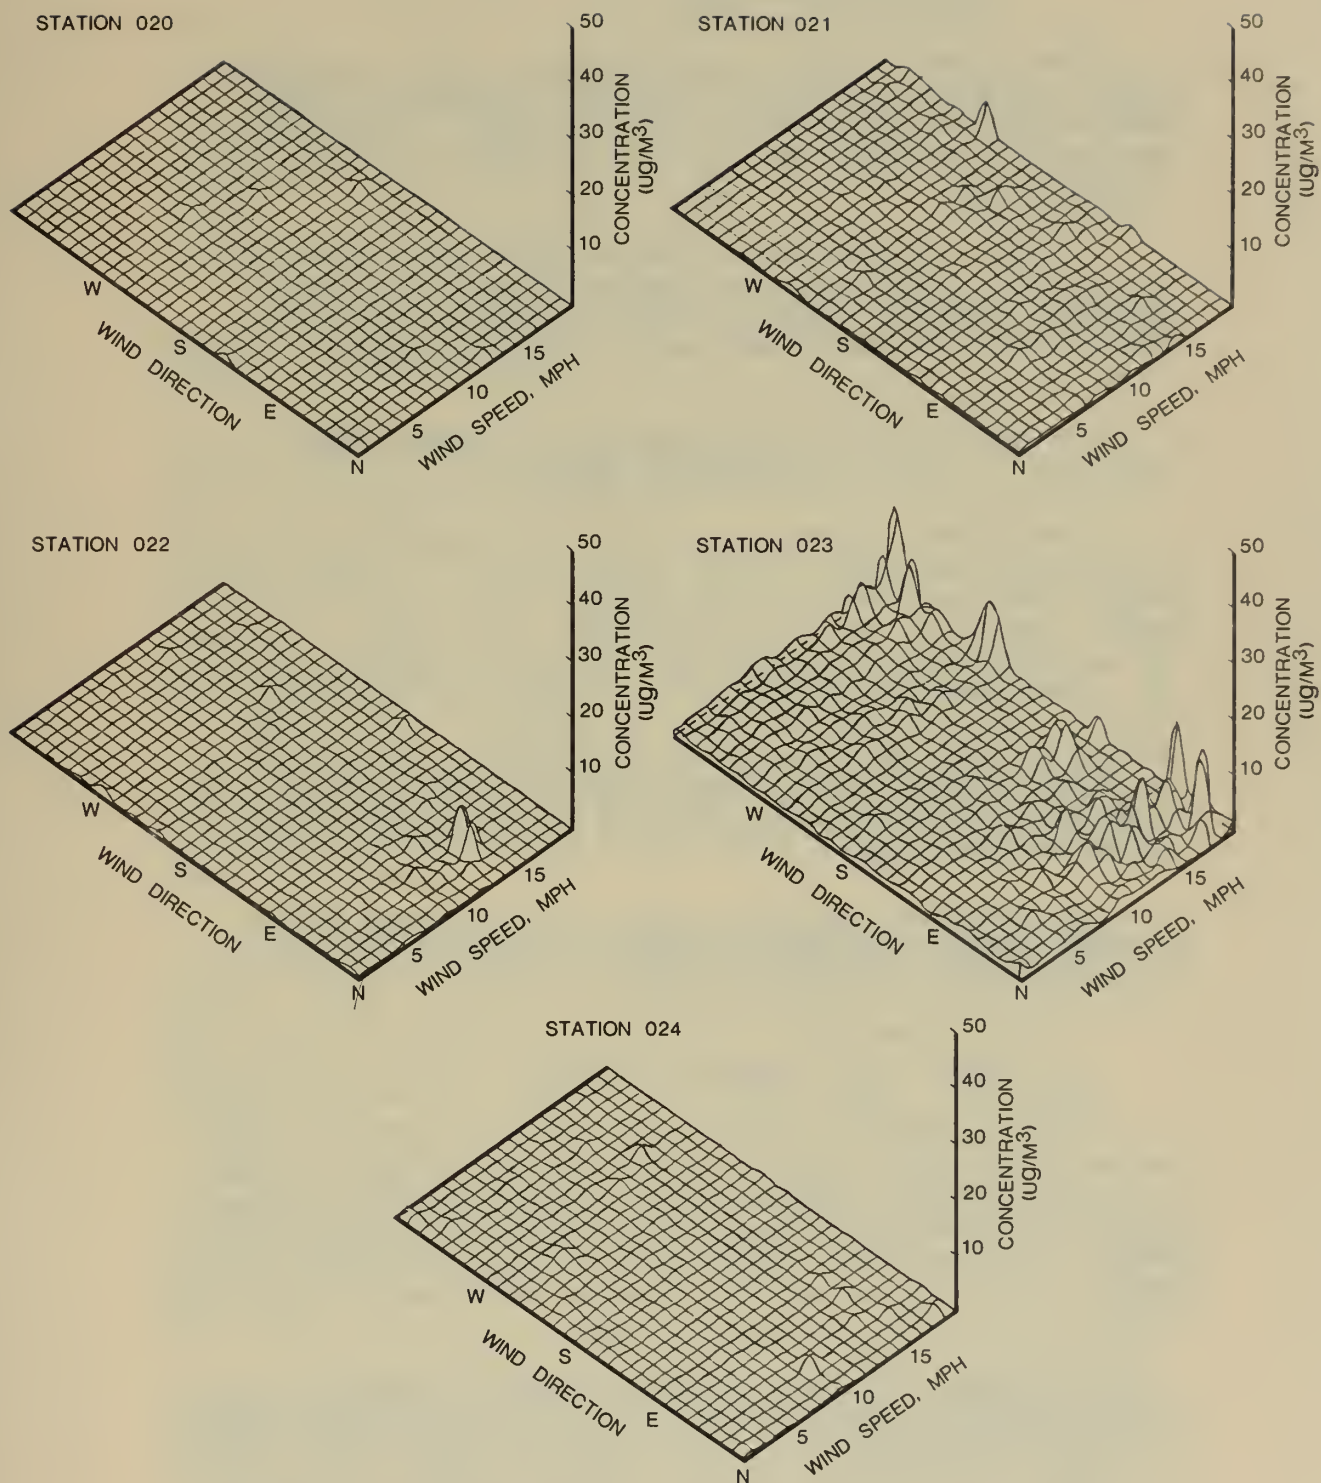 STATION 020
50
40
30
20
10
CONCENTRATION
(UG/M³)
W
S
E
N
WIND DIRECTION
5
10
15
WIND SPEED, MPH
STATION 021
50
40
30
20
10
CONCENTRATION
(UG/M³)
W
S
E
N
WIND DIRECTION
5
10
15
WIND SPEED, MPH
STATION 022
50
40
30
20
10
CONCENTRATION
(UG/M³)
W
S
E
N
WIND DIRECTION
5
10
15
WIND SPEED, MPH
STATION 023
50
40
30
20
10
CONCENTRATION
(UG/M³)
W
S
E
N
WIND DIRECTION
5
10
15
WIND SPEED, MPH
STATION 024
50
40
30
20
10
CONCENTRATION
(UG/M³)
W
S
E
N
WIND DIRECTION
5
10
15
WIND SPEED, MPH